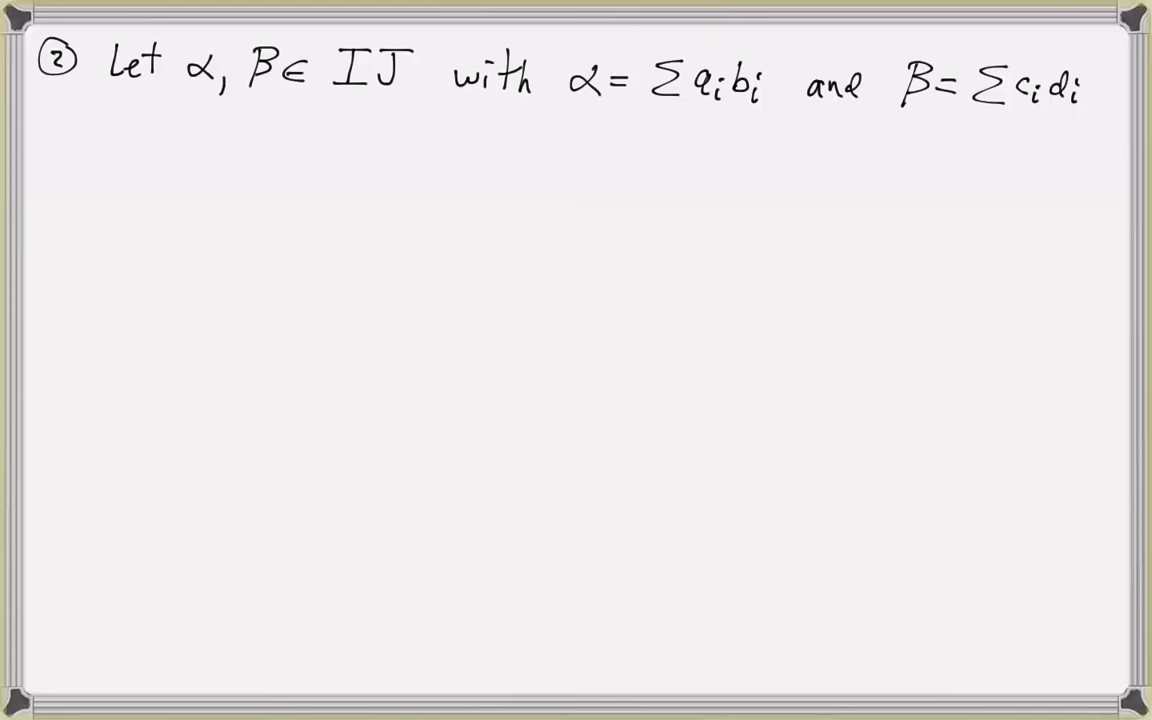 ② Let α, β ∈ IJ with α = Σ aᵢbᵢ and β = Σ cᵢdᵢ